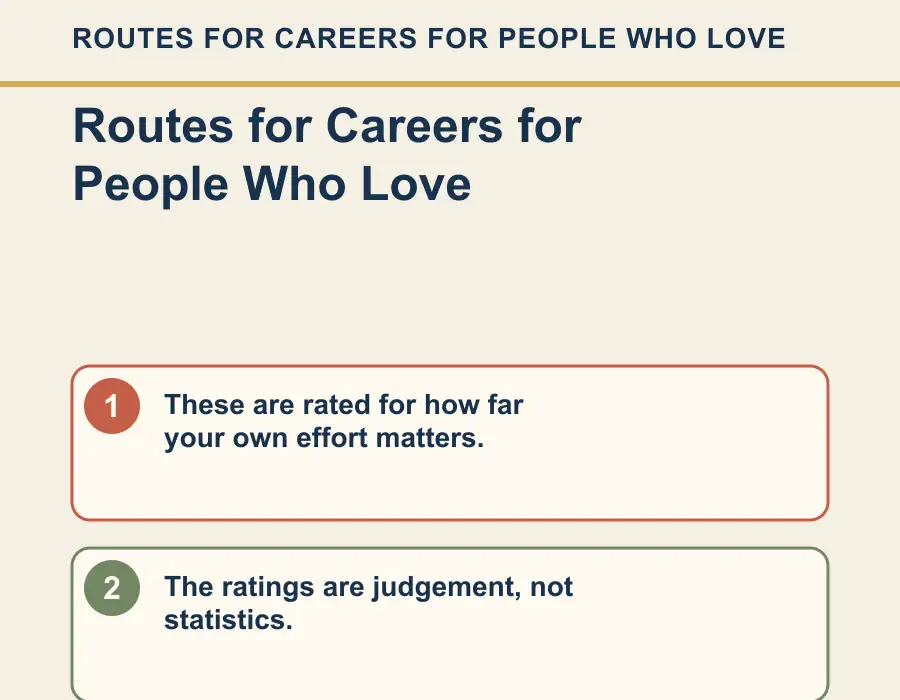 ROUTES FOR CAREERS FOR PEOPLE WHO LOVE
Routes for Careers for
People Who Love
1
These are rated for how far
your own effort matters.
2
The ratings are judgement, not
statistics.